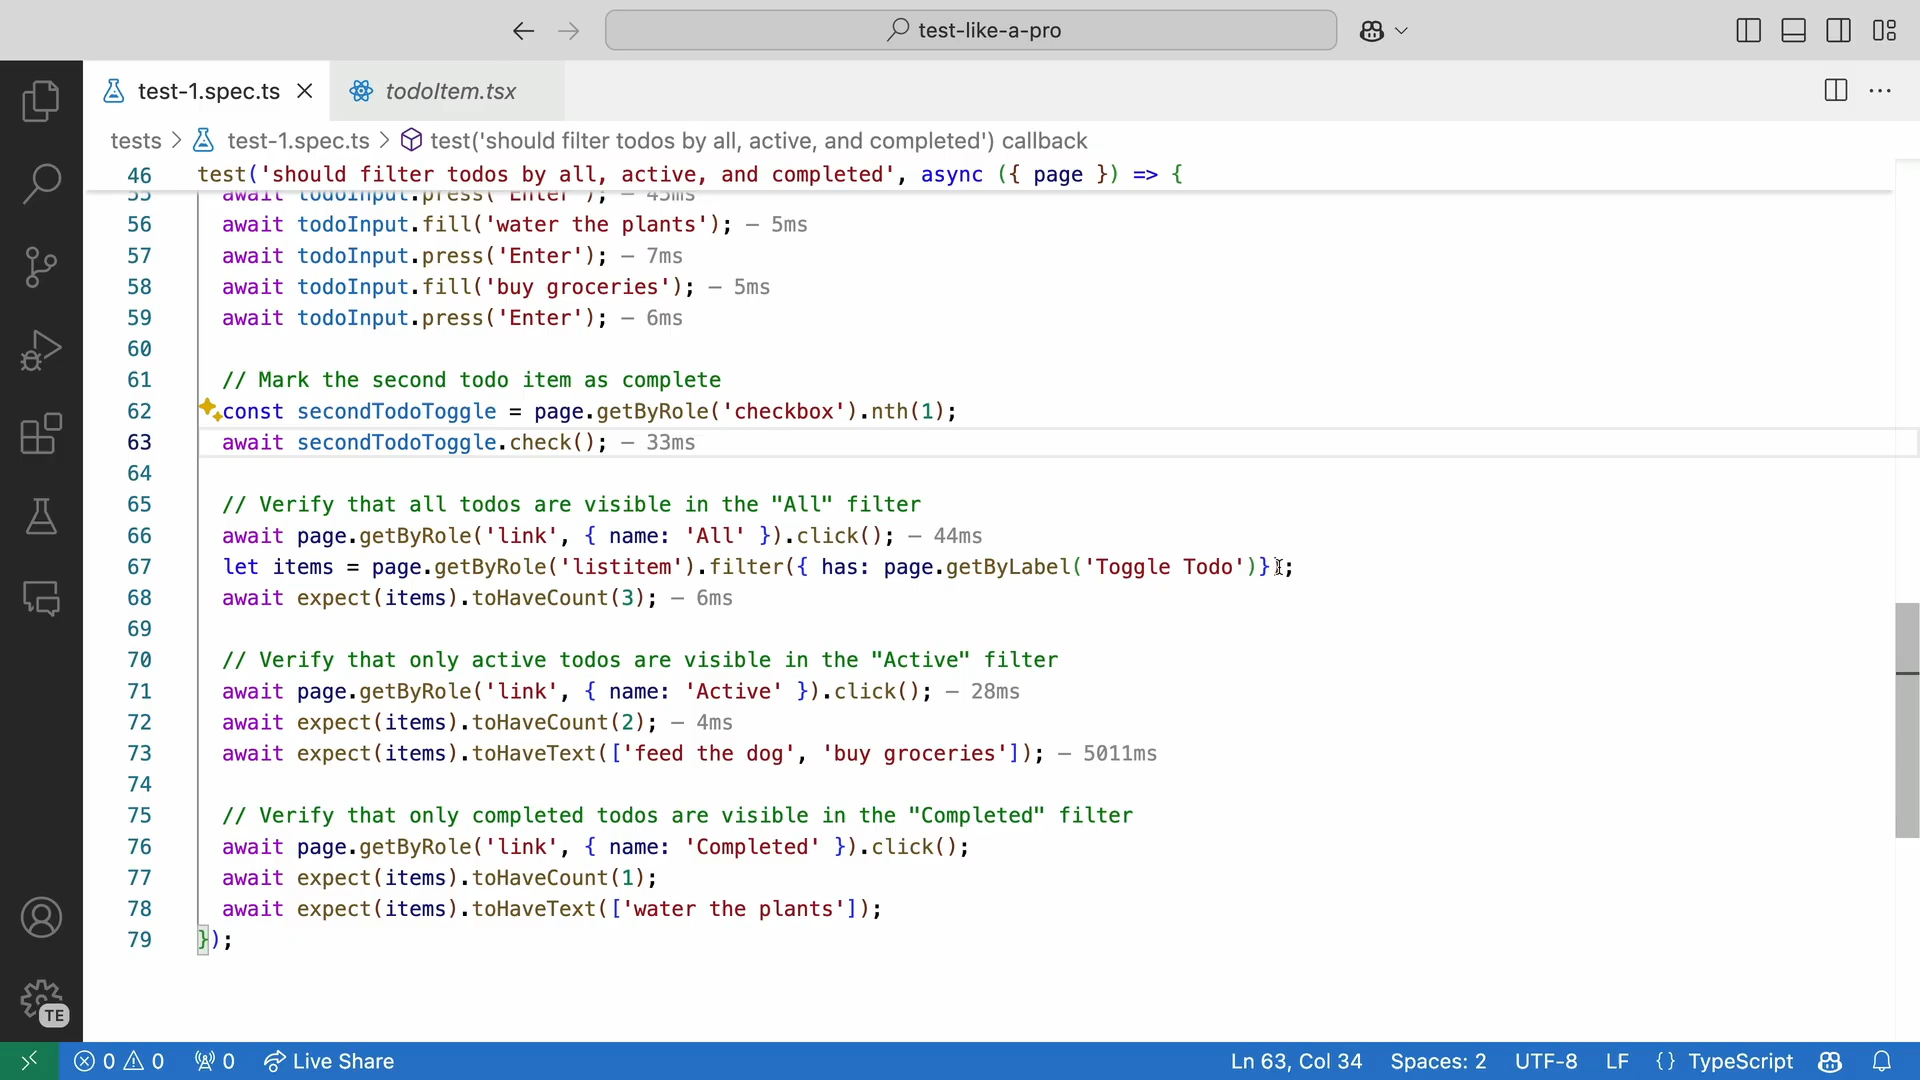 test-like-a-pro
test-1.spec.ts
todoItem.tsx
tests > test-1.spec.ts > test('should filter todos by all, active, and completed') callback
46 test('should filter todos by all, active, and completed', async ({ page }) => {
55 await todoInput.press('Enter'); — 45ms
56 await todoInput.fill('water the plants'); — 5ms
57 await todoInput.press('Enter'); — 7ms
58 await todoInput.fill('buy groceries'); — 5ms
59 await todoInput.press('Enter'); — 6ms
60
61 // Mark the second todo item as complete
62 const secondTodoToggle = page.getByRole('checkbox').nth(1);
63 await secondTodoToggle.check(); — 33ms
64
65 // Verify that all todos are visible in the "All" filter
66 await page.getByRole('link', { name: 'All' }).click(); — 44ms
67 let items = page.getByRole('listitem').filter({ has: page.getByLabel('Toggle Todo')});
68 await expect(items).toHaveCount(3); — 6ms
69
70 // Verify that only active todos are visible in the "Active" filter
71 await page.getByRole('link', { name: 'Active' }).click(); — 28ms
72 await expect(items).toHaveCount(2); — 4ms
73 await expect(items).toHaveText(['feed the dog', 'buy groceries']); — 5011ms
74
75 // Verify that only completed todos are visible in the "Completed" filter
76 await page.getByRole('link', { name: 'Completed' }).click();
77 await expect(items).toHaveCount(1);
78 await expect(items).toHaveText(['water the plants']);
79 });
TE
0 0 0 Live Share Ln 63, Col 34 Spaces: 2 UTF-8 LF {} TypeScript